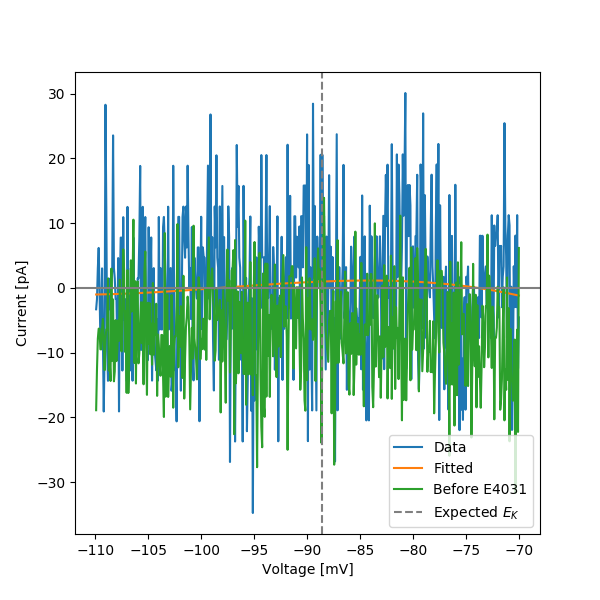 30
20
10
0
−10
−20
−30
Current [pA]
−110
−105
−100
−95
−90
−85
−80
−75
−70
Voltage [mV]
Data
Fitted
Before E4031
Expected E_K